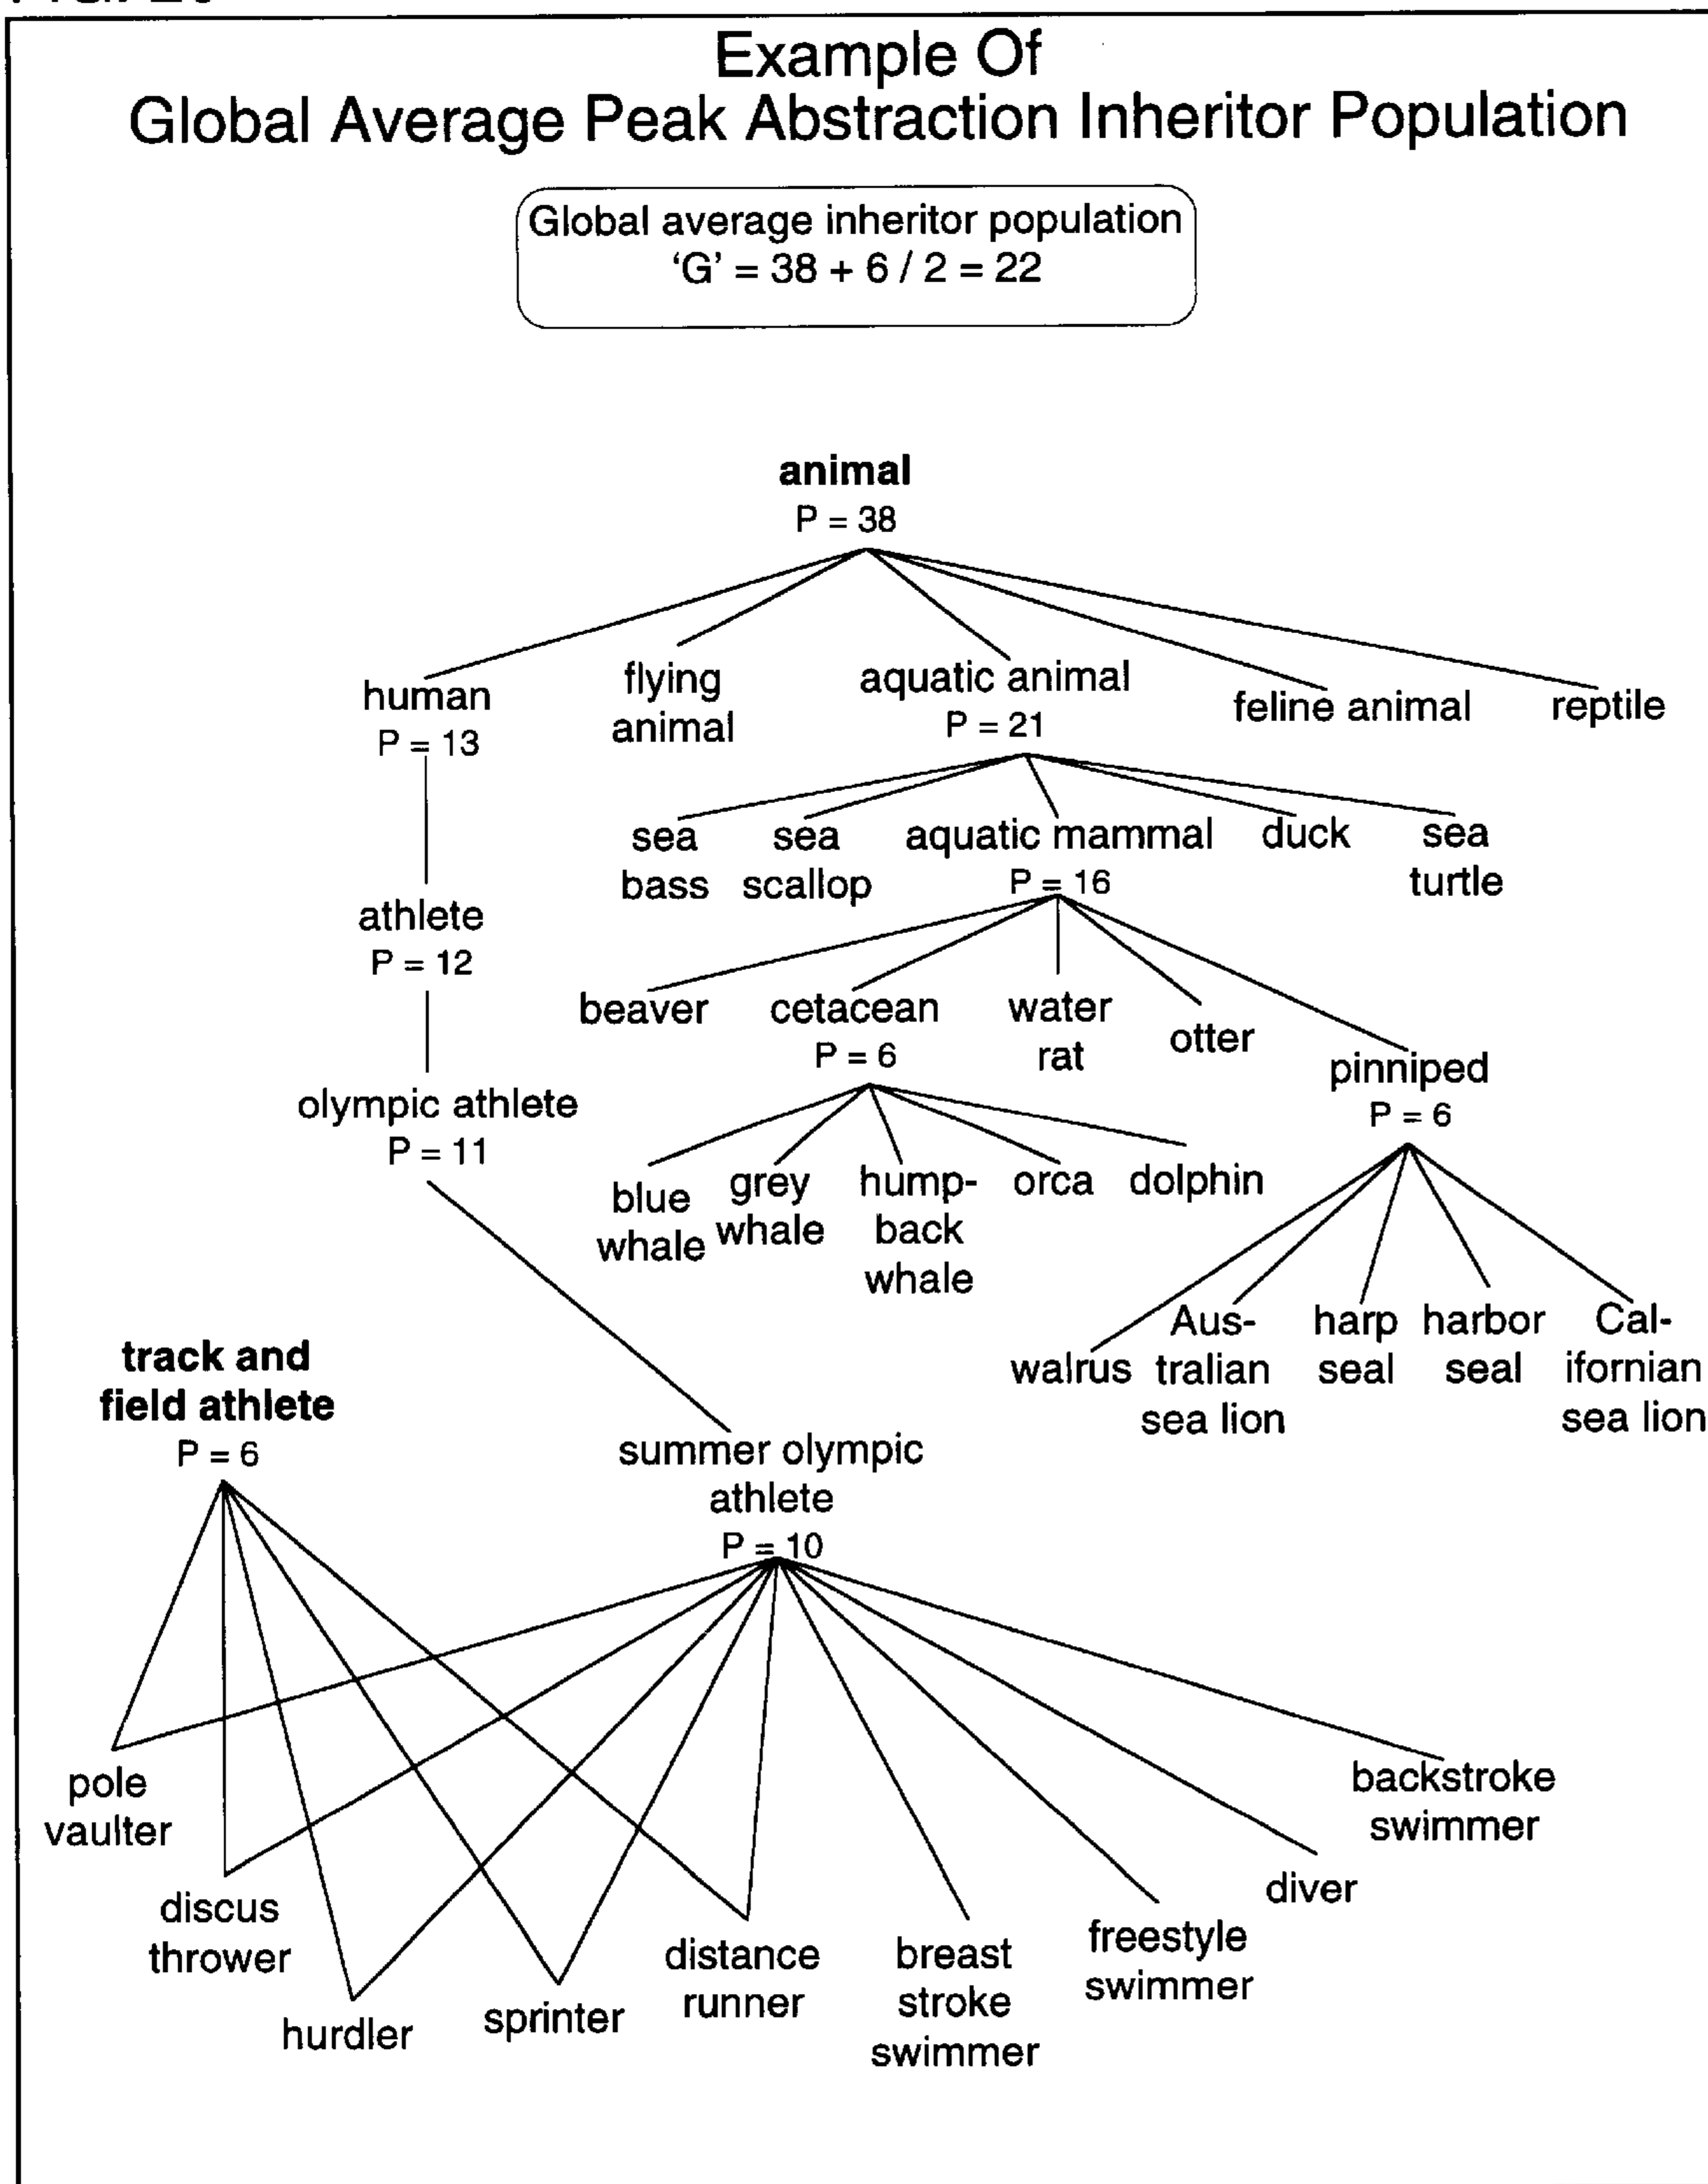 Example Of
Global Average Peak Abstraction Inheritor Population
Global average inheritor population
‘G’ = 38 + 6 / 2 = 22
animal
P = 38
human
P = 13
flying
animal
aquatic animal
P = 21
feline animal
reptile
sea
bass
sea
scallop
aquatic mammal
P = 16
duck
sea
turtle
athlete
P = 12
beaver
cetacean
P = 6
water
rat
otter
pinniped
P = 6
olympic athlete
P = 11
blue
whale
grey
whale
hump-
back
whale
orca
dolphin
walrus
Aus-
tralian
sea lion
harp
seal
harbor
seal
Cal-
ifornian
sea lion
track and
field athlete
P = 6
summer olympic
athlete
P = 10
pole
vaulter
discus
thrower
hurdler
sprinter
distance
runner
breast
stroke
swimmer
freestyle
swimmer
diver
backstroke
swimmer